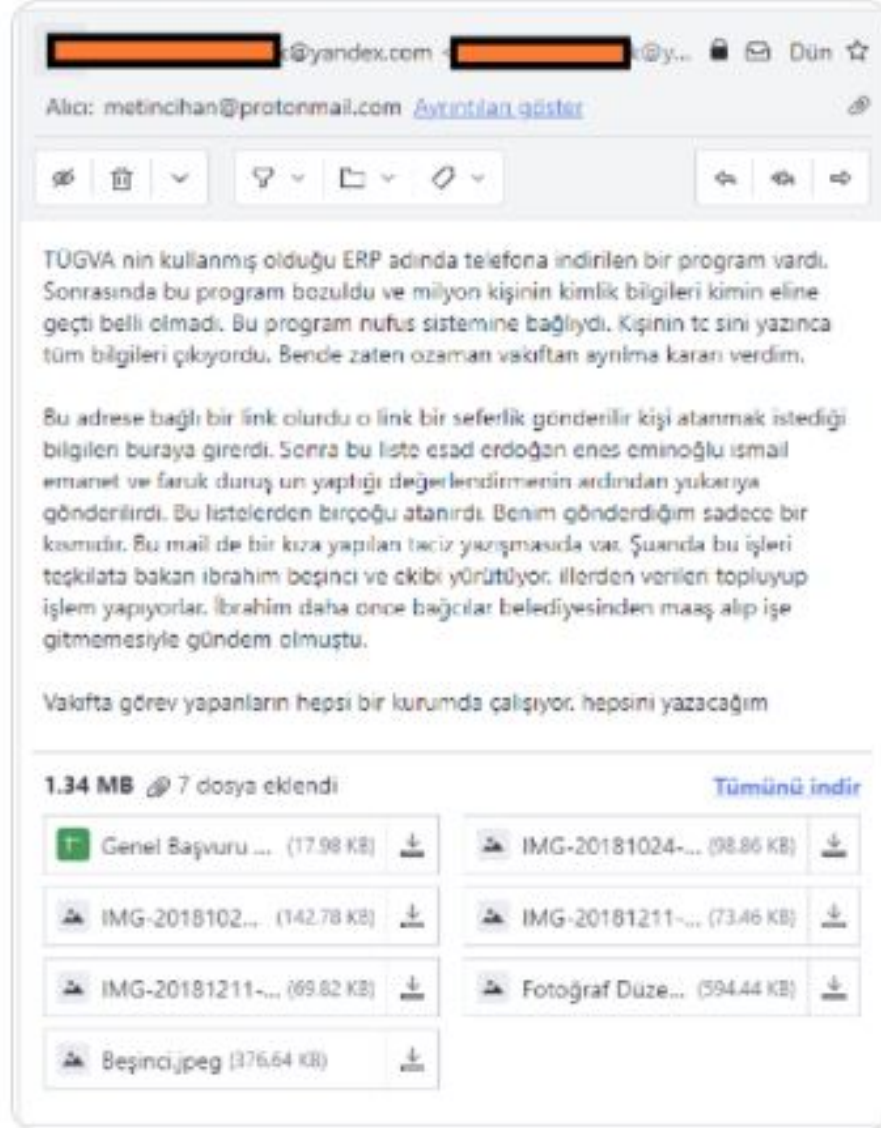 @yandex.com @y... Dün
Alıcı: metincihan@protonmail.com Ayrıntıları göster
TÜGVA nin kullanmış olduğu ERP adında telefona indirilen bir program vardı.
Sonrasında bu program bozuldu ve milyon kişinin kimlik bilgileri kimin eline
geçti belli olmadı. Bu program nufus sistemine bağlıydı. Kişinin tc sini yazınca
tüm bilgileri çıkıyordu. Bende zaten ozaman vakıftan ayrılma kararı verdim.
Bu adrese bağlı bir link olurdu o link bir seferlik gönderilir kişi atanmak istediği
bilgileri buraya girerdi. Sonra bu liste esad erdoğan enes eminoğlu ismail
emanet ve faruk duruş un yaptığı değerlendirmenin ardından yukarıya
gönderilirdi. Bu listelerden birçoğu atanırdı. Benim gönderdiğim sadece bir
kısmıdır. Bu mail de bir kıza yapılan taciz yazışmasıda var. Şuanda bu işleri
teşkilata bakan ibrahim beşinci ve ekibi yürütüyor. illerden verileri topluyup
işlem yapıyorlar. İbrahim daha önce bağcılar belediyesinden maaş alıp işe
gitmemesiyle gündem olmuştu.
Vakıfta görev yapanların hepsi bir kurumda çalışıyor. hepsini yazacağım
1.34 MB 7 dosya eklendi Tümünü indir
Genel Başvuru ... (17.98 KB) IMG-20181024-... (98.86 KB)
IMG-2018102... (142.78 KB) IMG-20181211-... (73.46 KB)
IMG-20181211-... (69.82 KB) Fotoğraf Düze... (594.44 KB)
Beşinci.jpeg (376.64 KB)